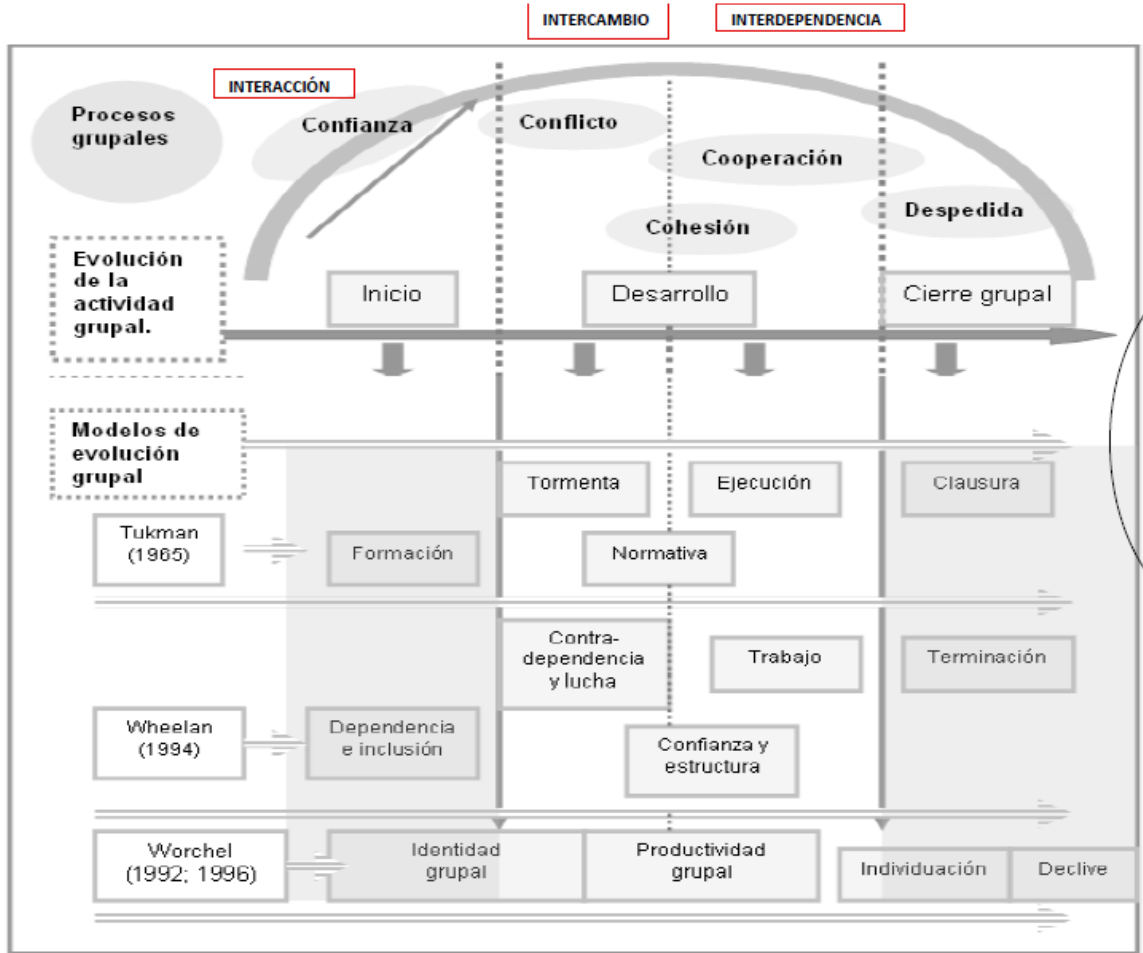 INTERCAMBIO
INTERDEPENDENCIA
INTERACCIÓN
Procesos
grupales
Confianza
Conflicto
Cooperación
Cohesión
Despedida
Evolución
de la
actividad
grupal.
Inicio
Desarrollo
Cierre grupal
Modelos de
evolución
grupal
Tormenta
Ejecución
Clausura
Tukman
(1965)
Formación
Normativa
Contra-
dependencia
y lucha
Trabajo
Terminación
Wheelan
(1994)
Dependencia
e inclusión
Confianza y
estructura
Worchel
(1992; 1996)
Identidad
grupal
Productividad
grupal
Individuación
Declive